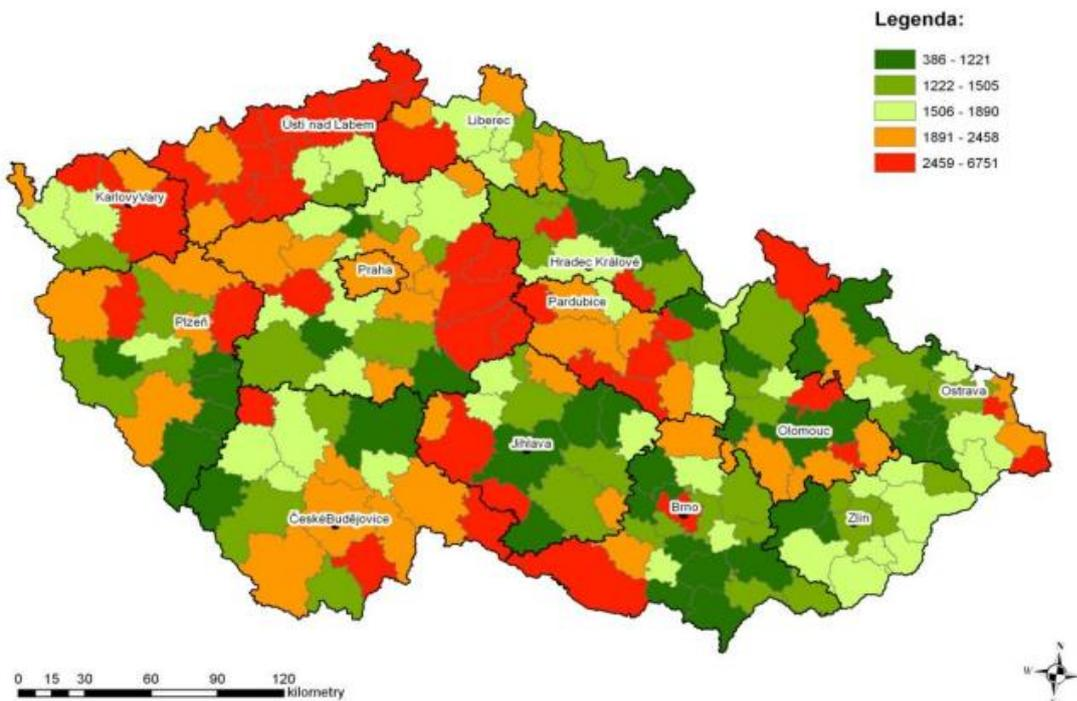 Legenda:
386 - 1221
1222 - 1505
1506 - 1890
1891 - 2458
2459 - 6751
Ústí nad Labem
Liberec
KarlovyVary
Praha
Hradec Králové
Pardubice
Plzeň
Ostrava
Olomouc
Jihlava
Brno
Zlín
ČeskéBudějovice
0 15 30 60 90 120
kilometry
N
W